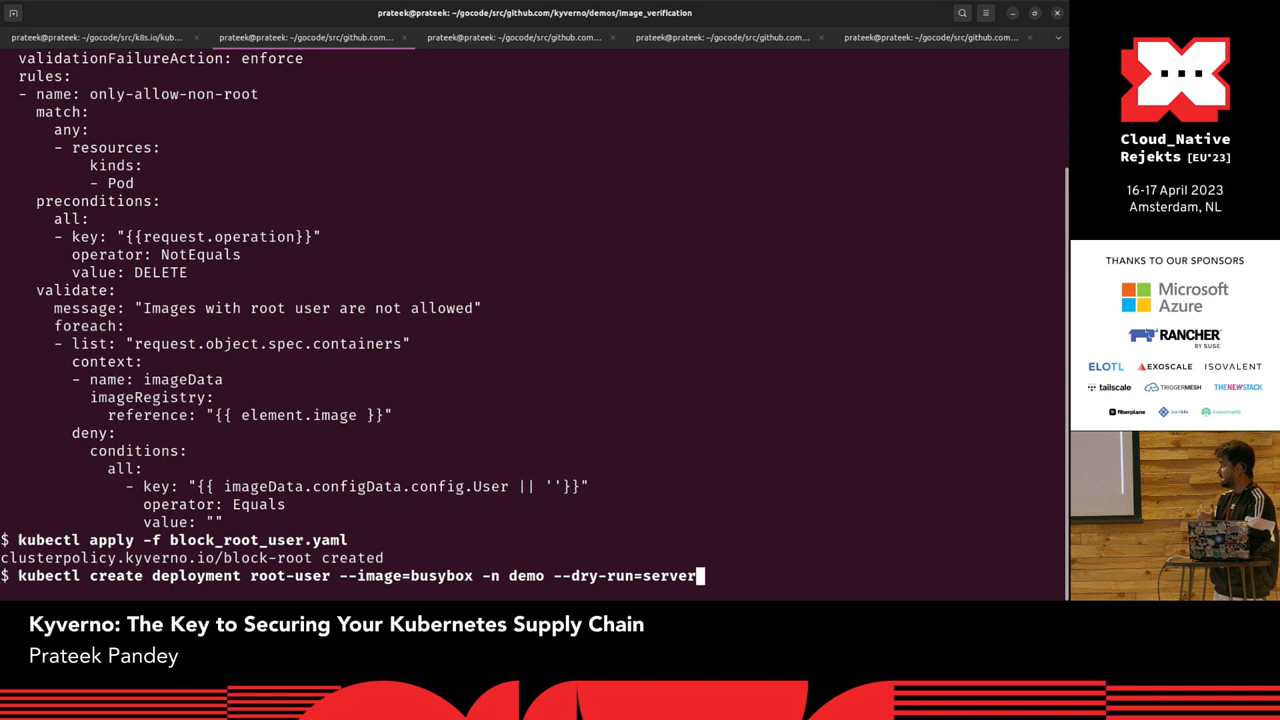 prateek@prateek: ~/gocode/src/github.com/kyverno/demos/image_verification
prateek@prateek: ~/gocode/src/k8s.io/kub...
prateek@prateek: ~/gocode/src/github.com...
prateek@prateek: ~/gocode/src/github.com...
prateek@prateek: ~/gocode/src/github.com...
prateek@prateek: ~/gocode/src/github.com...
validationFailureAction: enforce
rules:
- name: only-allow-non-root
match:
any:
- resources:
kinds:
- Pod
preconditions:
all:
- key: "{{request.operation}}"
operator: NotEquals
value: DELETE
validate:
message: "Images with root user are not allowed"
foreach:
- list: "request.object.spec.containers"
context:
- name: imageData
imageRegistry:
reference: "{{ element.image }}"
deny:
conditions:
all:
- key: "{{ imageData.configData.config.User || ''}}"
operator: Equals
value: ""
$ kubectl apply -f block_root_user.yaml
clusterpolicy.kyverno.io/block-root created
$ kubectl create deployment root-user --image=busybox -n demo --dry-run=server
Cloud_Native
Rejekts [EU'23]
16-17 April 2023
Amsterdam, NL
THANKS TO OUR SPONSORS
Microsoft
Azure
RANCHER
BY SUSE
ELOTL
EXOSCALE
ISOVALENT
tailscale
TRIGGERMESH
THENEWSTACK
fiberplane
learnk8s
Kubesimplify
Kyverno: The Key to Securing Your Kubernetes Supply Chain
Prateek Pandey